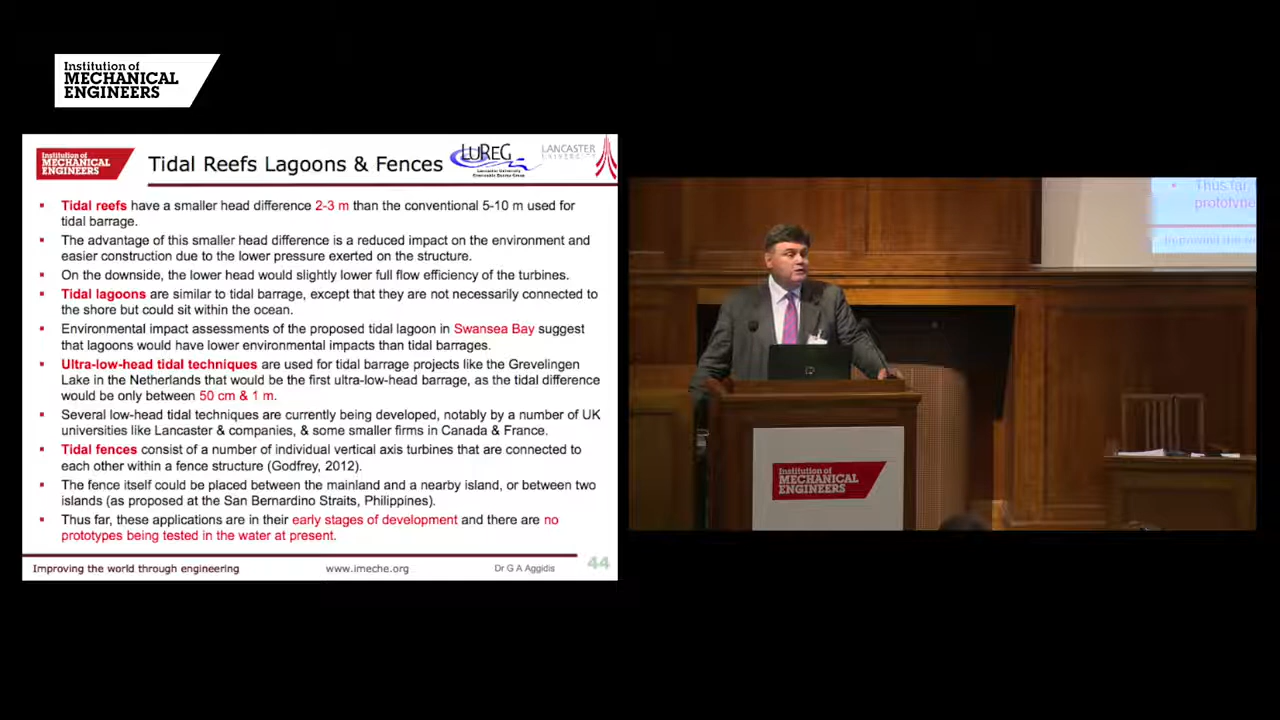 Institution of
MECHANICAL
ENGINEERS
Institution of
MECHANICAL
ENGINEERS
Tidal Reefs Lagoons & Fences
LUREG
Lancaster University
Renewable Energy Group
LANCASTER
UNIVERSITY
Tidal reefs have a smaller head difference 2-3 m than the conventional 5-10 m used for
tidal barrage.
The advantage of this smaller head difference is a reduced impact on the environment and
easier construction due to the lower pressure exerted on the structure.
On the downside, the lower head would slightly lower full flow efficiency of the turbines.
Tidal lagoons are similar to tidal barrage, except that they are not necessarily connected to
the shore but could sit within the ocean.
Environmental impact assessments of the proposed tidal lagoon in Swansea Bay suggest
that lagoons would have lower environmental impacts than tidal barrages.
Ultra-low-head tidal techniques are used for tidal barrage projects like the Grevelingen
Lake in the Netherlands that would be the first ultra-low-head barrage, as the tidal difference
would be only between 50 cm & 1 m.
Several low-head tidal techniques are currently being developed, notably by a number of UK
universities like Lancaster & companies, & some smaller firms in Canada & France.
Tidal fences consist of a number of individual vertical axis turbines that are connected to
each other within a fence structure (Godfrey, 2012).
The fence itself could be placed between the mainland and a nearby island, or between two
islands (as proposed at the San Bernardino Straits, Philippines).
Thus far, these applications are in their early stages of development and there are no
prototypes being tested in the water at present.
Improving the world through engineering
www.imeche.org
Dr G A Aggidis
44
Thus far,
prototype
Improving the wo
Institution of
MECHANICAL
ENGINEERS